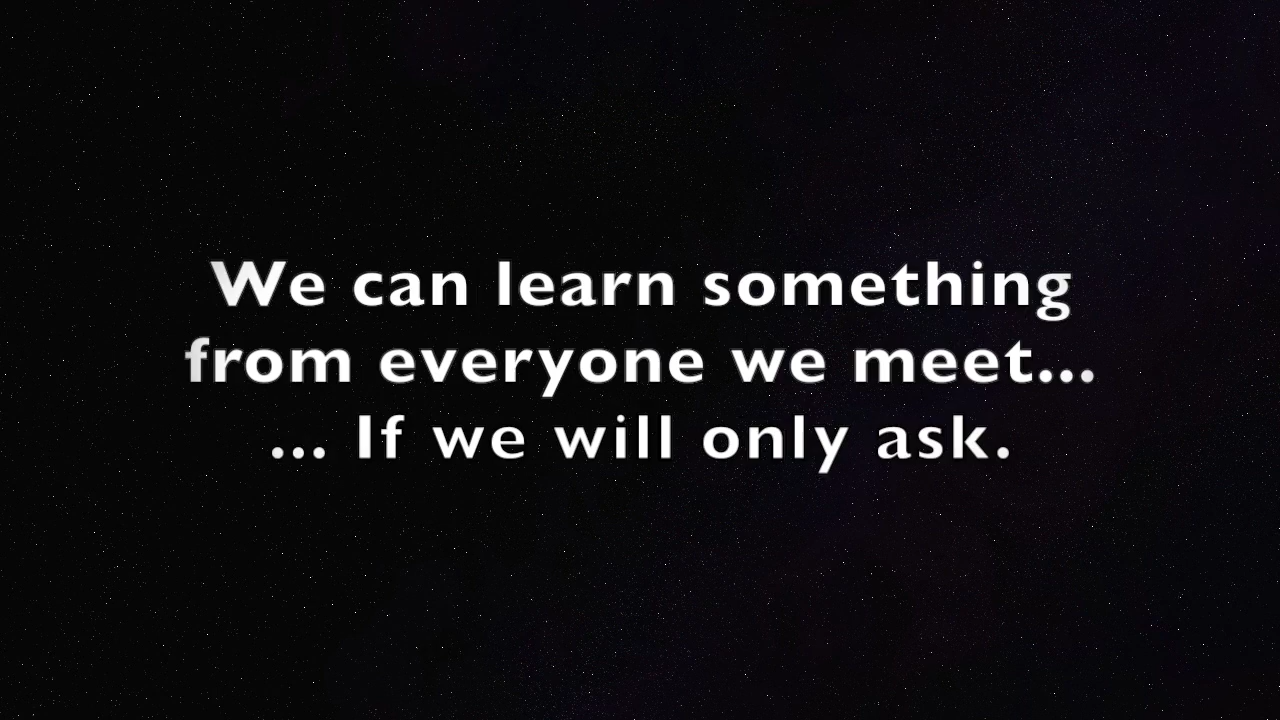 We can learn something
from everyone we meet...
... If we will only ask.